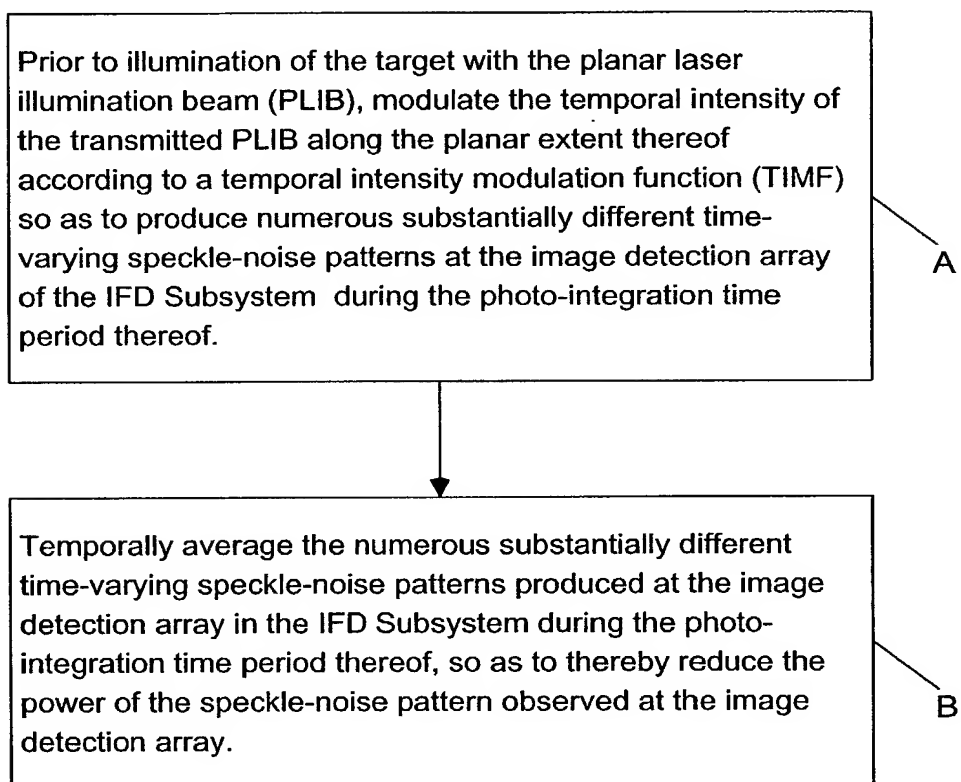 Prior to illumination of the target with the planar laser
illumination beam (PLIB), modulate the temporal intensity of
the transmitted PLIB along the planar extent thereof
according to a temporal intensity modulation function (TIMF)
so as to produce numerous substantially different time-
varying speckle-noise patterns at the image detection array
of the IFD Subsystem during the photo-integration time
period thereof.
A
Temporally average the numerous substantially different
time-varying speckle-noise patterns produced at the image
detection array in the IFD Subsystem during the photo-
integration time period thereof, so as to thereby reduce the
power of the speckle-noise pattern observed at the image
detection array.
B